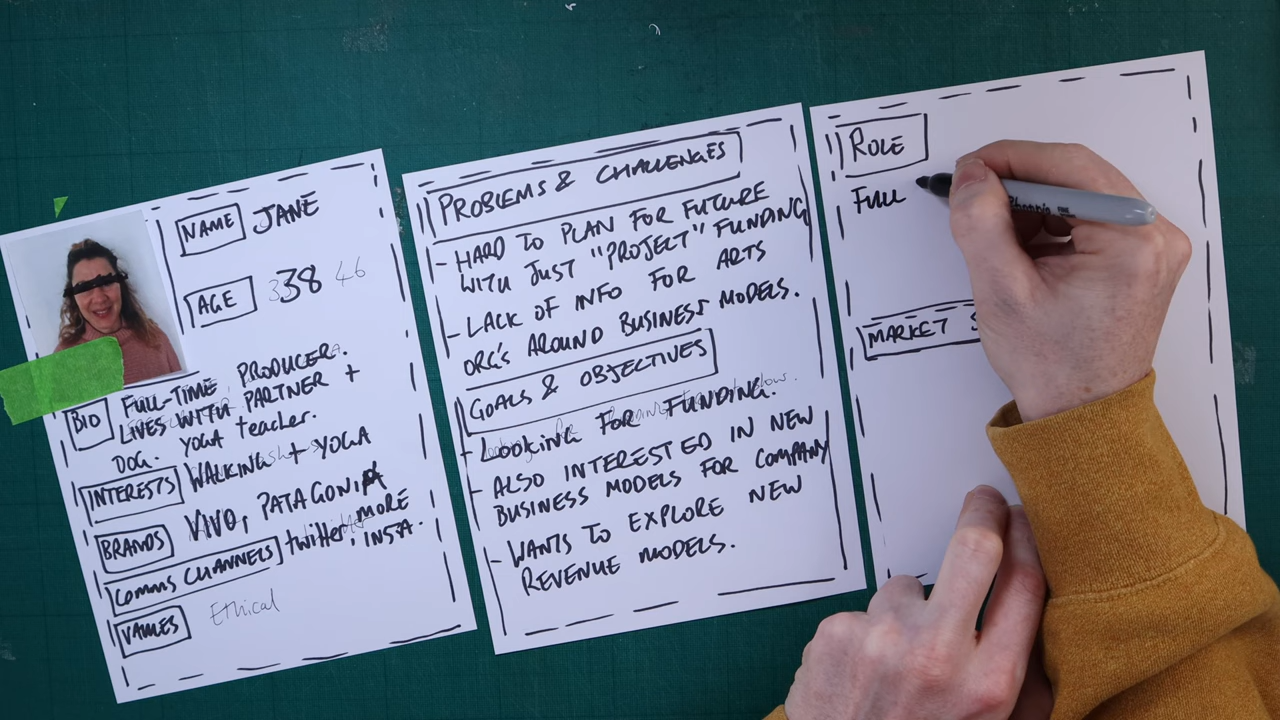 NAME JANE
AGE 38 46
BIO FULL-TIME PRODUCER.
LIVES WITH PARTNER +
DOG. YOGA teacher.
INTERESTS WALKING + YOGA
BRANDS VIVO, PATAGONIA
COMMS CHANNELS twitter, MORE
INSTA.
VALUES Ethical
PROBLEMS & CHALLENGES
- HARD TO PLAN FOR FUTURE
WITH JUST "PROJECT" FUNDING
- LACK OF INFO FOR ARTS
ORG'S AROUND BUSINESS MODELS.
GOALS & OBJECTIVES
- LOOKING FOR FUNDING.
- ALSO INTERESTED IN NEW
BUSINESS MODELS FOR COMPANY
- WANTS TO EXPLORE NEW
REVENUE MODELS.
ROLE
FULL
MARKET
Sharpie